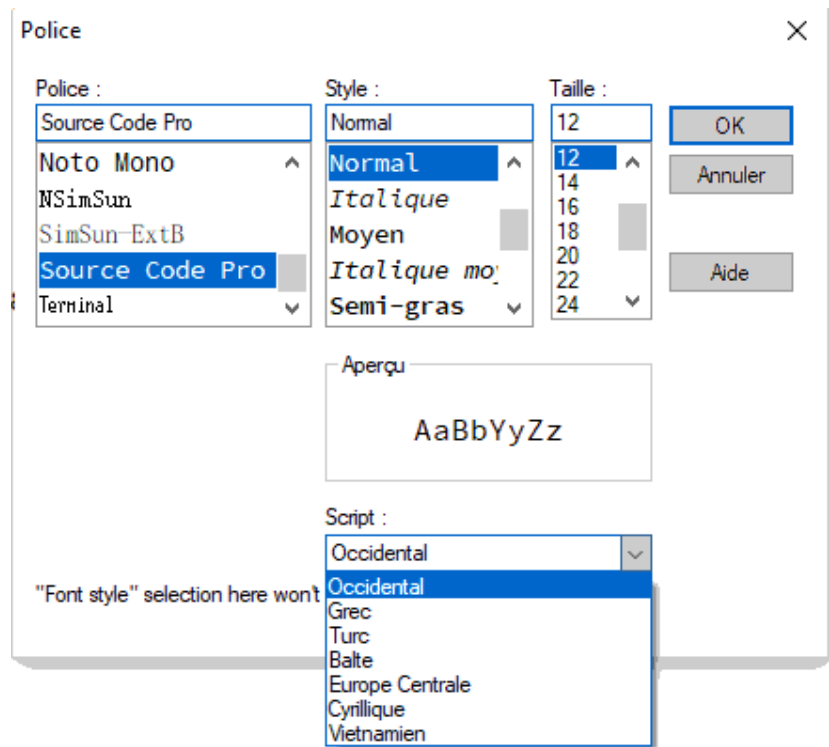 Police
Police :
Style :
Taille :
Source Code Pro
Normal
12
OK
Annuler
Aide
Noto Mono
NSimSun
SimSun-ExtB
Source Code Pro
Terminal
Normal
Italique
Moyen
Italique mo
Semi-gras
12
14
16
18
20
22
24
Aperçu
AaBbYyZz
Script :
Occidental
"Font style" selection here won't
Occidental
Grec
Turc
Balte
Europe Centrale
Cyrillique
Vietnamien